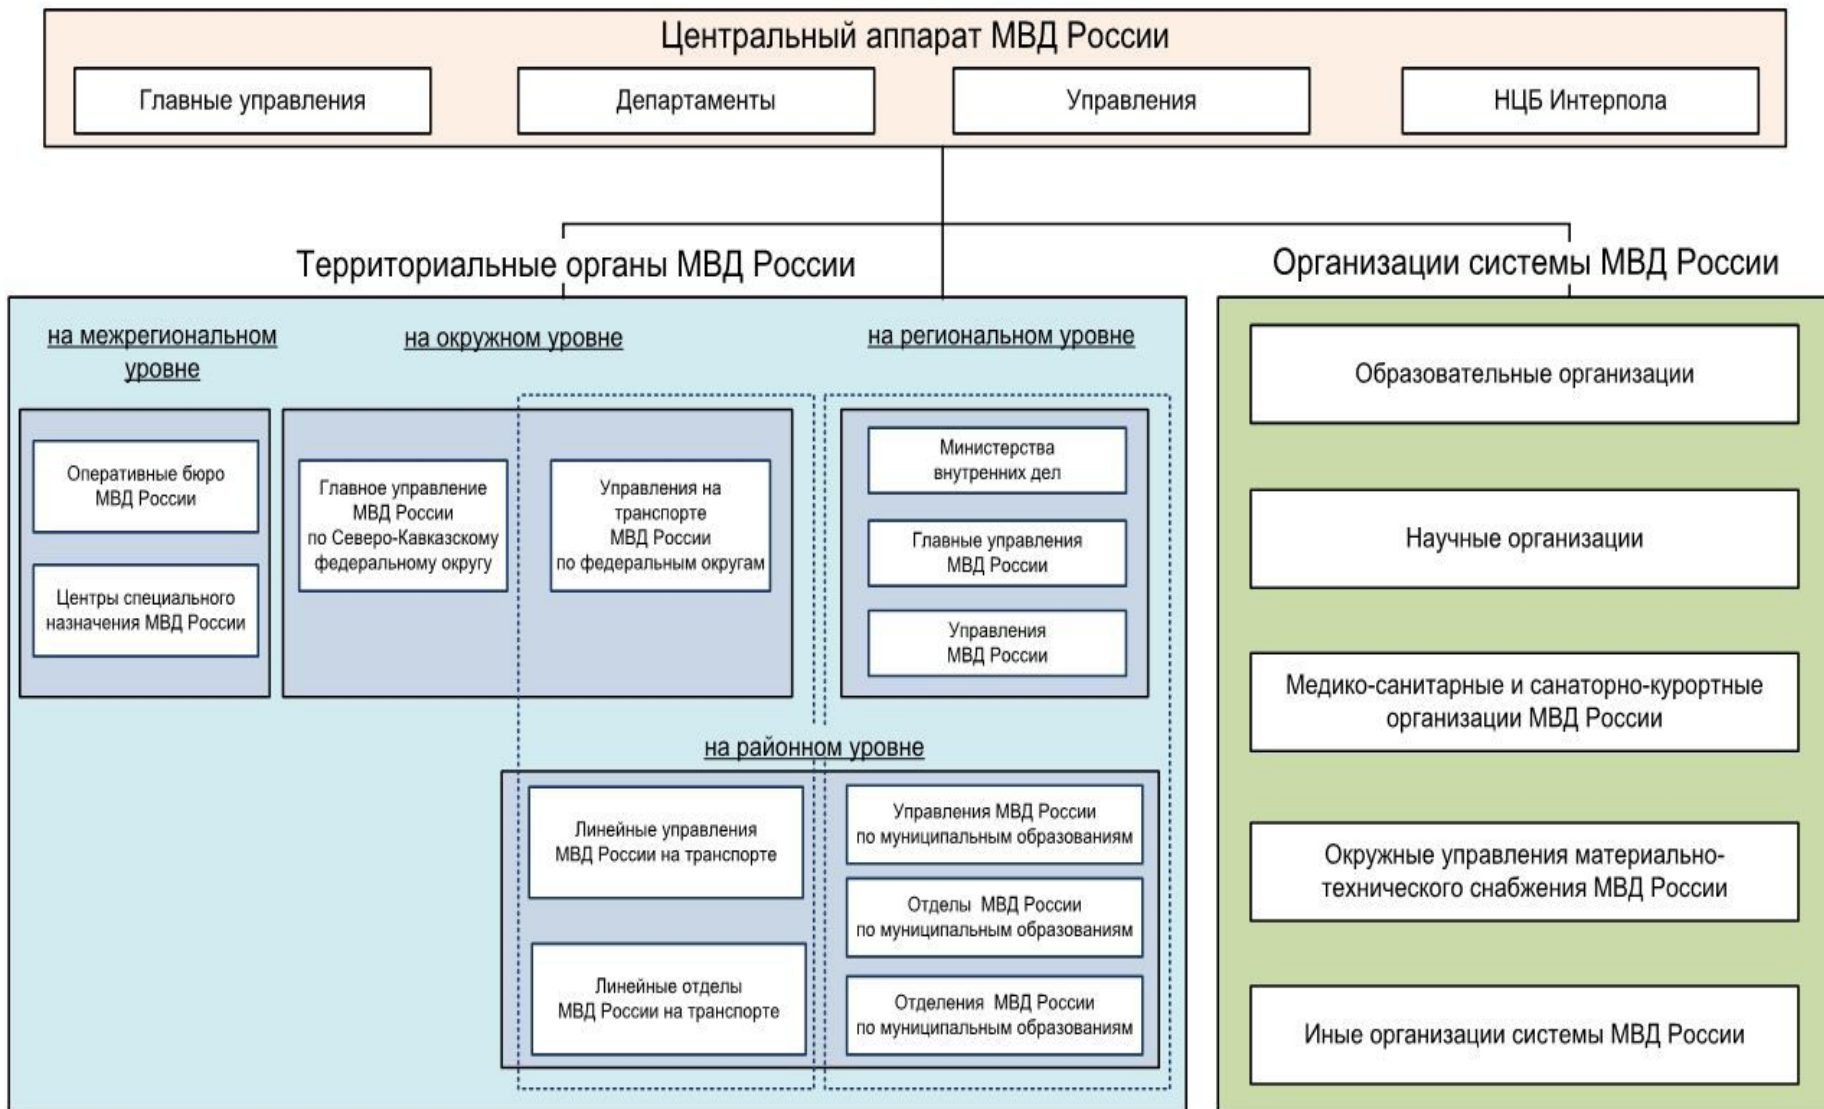 Центральный аппарат МВД России
Главные управления
Департаменты
Управления
НЦБ Интерпола
Территориальные органы МВД России
на межрегиональном
уровне
Оперативные бюро
МВД России
Центры специального
назначения МВД России
на окружном уровне
Главное управление
МВД России
по Северо-Кавказскому
федеральному округу
Управления на
транспорте
МВД России
по федеральным округам
на региональном уровне
Министерства
внутренних дел
Главные управления
МВД России
Управления
МВД России
на районном уровне
Линейные управления
МВД России на транспорте
Линейные отделы
МВД России на транспорте
Управления МВД России
по муниципальным образованиям
Отделы МВД России
по муниципальным образованиям
Отделения МВД России
по муниципальным образованиям
Организации системы МВД России
Образовательные организации
Научные организации
Медико-санитарные и санаторно-курортные
организации МВД России
Окружные управления материально-
технического снабжения МВД России
Иные организации системы МВД России